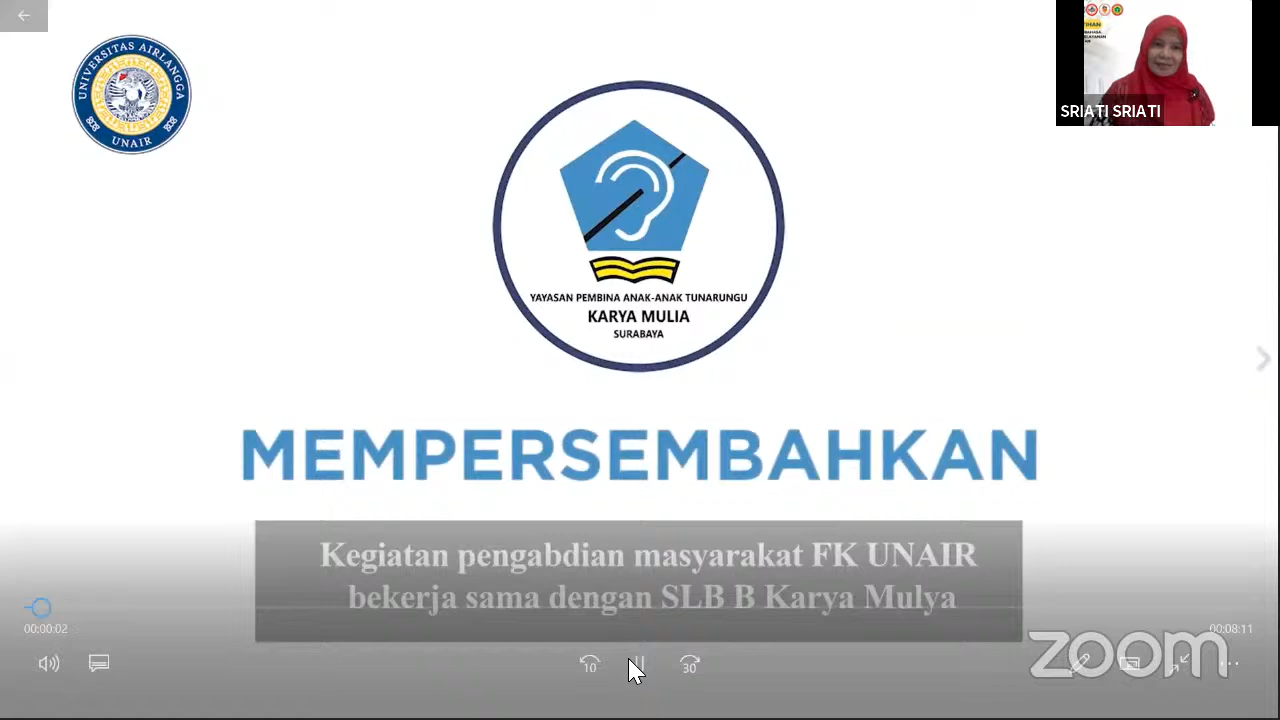 UNIVERSITAS AIRLANGGA
UNAIR
SRIATI SRIATI
YAYASAN PEMBINA ANAK-ANAK TUNARUNGU
KARYA MULIA
SURABAYA
MEMPERSEMBAHKAN
Kegiatan pengabdian masyarakat FK UNAIR
bekerja sama dengan SLB B Karya Mulya
00:00:02
00:08:11
10
30
zoom